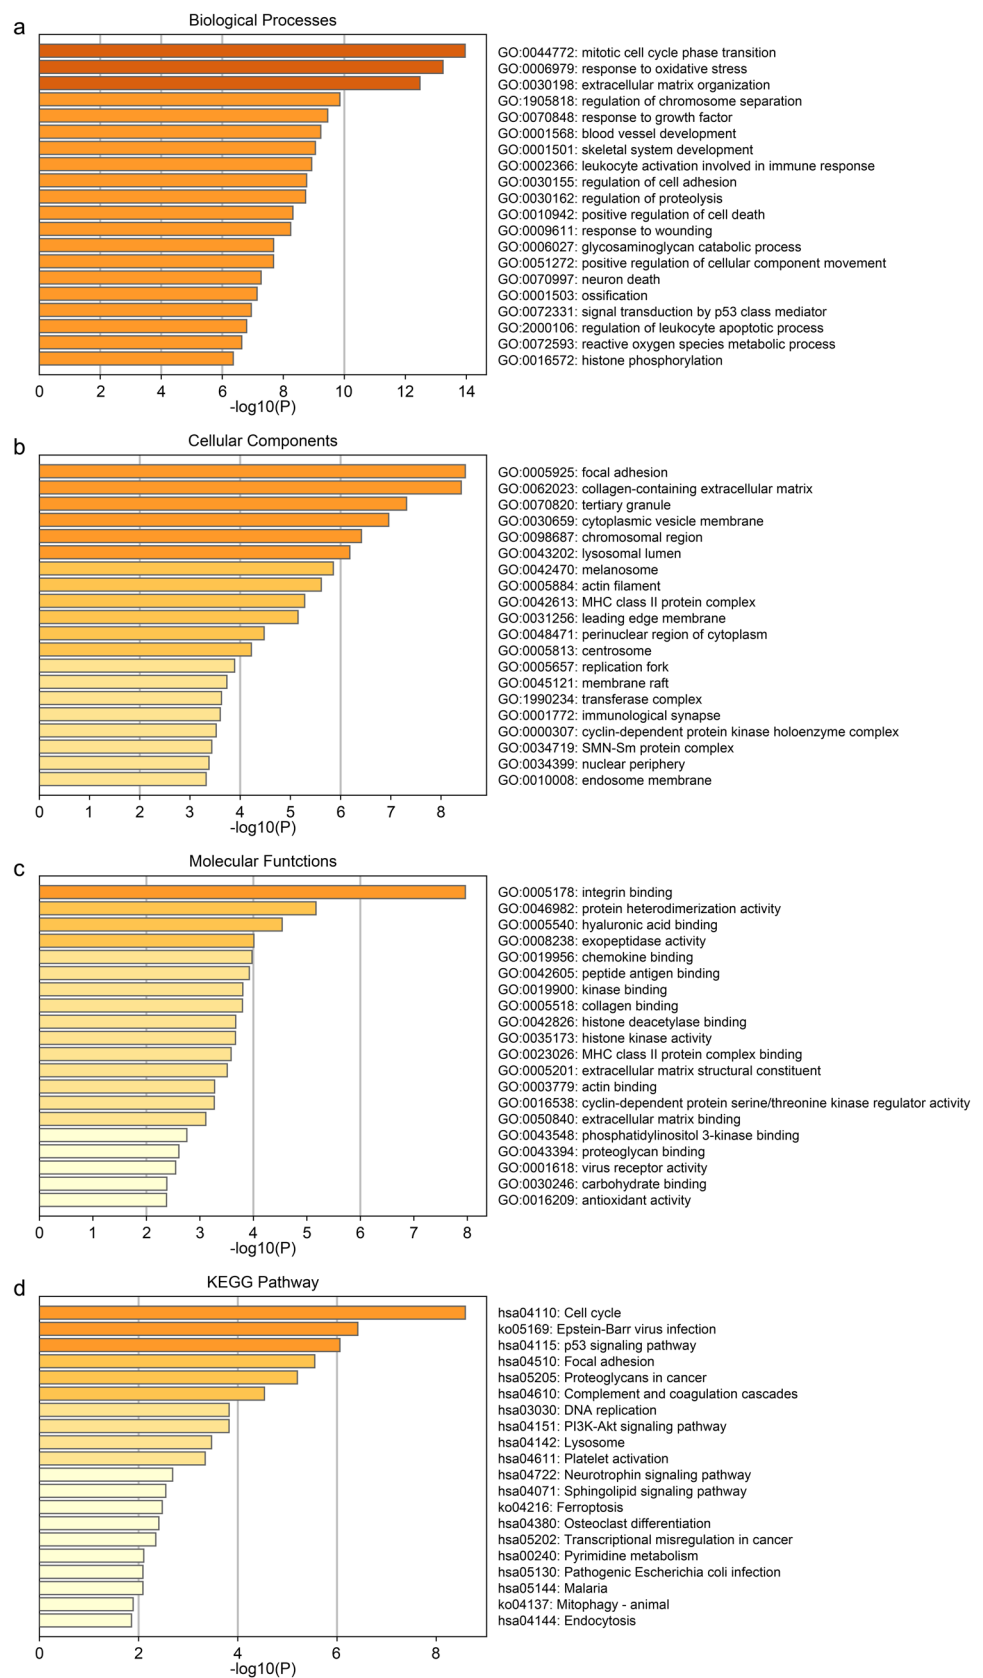 a
Biological Processes
GO:0044772: mitotic cell cycle phase transition
GO:0006979: response to oxidative stress
GO:0030198: extracellular matrix organization
GO:1905818: regulation of chromosome separation
GO:0070848: response to growth factor
GO:0001568: blood vessel development
GO:0001501: skeletal system development
GO:0002366: leukocyte activation involved in immune response
GO:0030155: regulation of cell adhesion
GO:0030162: regulation of proteolysis
GO:0010942: positive regulation of cell death
GO:0009611: response to wounding
GO:0006027: glycosaminoglycan catabolic process
GO:0051272: positive regulation of cellular component movement
GO:0070997: neuron death
GO:0001503: ossification
GO:0072331: signal transduction by p53 class mediator
GO:2000106: regulation of leukocyte apoptotic process
GO:0072593: reactive oxygen species metabolic process
GO:0016572: histone phosphorylation
0 2 4 6 8 10 12 14
-log10(P)
b
Cellular Components
GO:0005925: focal adhesion
GO:0062023: collagen-containing extracellular matrix
GO:0070820: tertiary granule
GO:0030659: cytoplasmic vesicle membrane
GO:0098687: chromosomal region
GO:0043202: lysosomal lumen
GO:0042470: melanosome
GO:0005884: actin filament
GO:0042613: MHC class II protein complex
GO:0031256: leading edge membrane
GO:0048471: perinuclear region of cytoplasm
GO:0005813: centrosome
GO:0005657: replication fork
GO:0045121: membrane raft
GO:1990234: transferase complex
GO:0001772: immunological synapse
GO:0000307: cyclin-dependent protein kinase holoenzyme complex
GO:0034719: SMN-Sm protein complex
GO:0034399: nuclear periphery
GO:0010008: endosome membrane
0 1 2 3 4 5 6 7 8
-log10(P)
c
Molecular Funtctions
GO:0005178: integrin binding
GO:0046982: protein heterodimerization activity
GO:0005540: hyaluronic acid binding
GO:0008238: exopeptidase activity
GO:0019956: chemokine binding
GO:0042605: peptide antigen binding
GO:0019900: kinase binding
GO:0005518: collagen binding
GO:0042826: histone deacetylase binding
GO:0035173: histone kinase activity
GO:0023026: MHC class II protein complex binding
GO:0005201: extracellular matrix structural constituent
GO:0003779: actin binding
GO:0016538: cyclin-dependent protein serine/threonine kinase regulator activity
GO:0050840: extracellular matrix binding
GO:0043548: phosphatidylinositol 3-kinase binding
GO:0043394: proteoglycan binding
GO:0001618: virus receptor activity
GO:0030246: carbohydrate binding
GO:0016209: antioxidant activity
0 1 2 3 4 5 6 7 8
-log10(P)
d
KEGG Pathway
hsa04110: Cell cycle
ko05169: Epstein-Barr virus infection
hsa04115: p53 signaling pathway
hsa04510: Focal adhesion
hsa05205: Proteoglycans in cancer
hsa04610: Complement and coagulation cascades
hsa03030: DNA replication
hsa04151: PI3K-Akt signaling pathway
hsa04142: Lysosome
hsa04611: Platelet activation
hsa04722: Neurotrophin signaling pathway
hsa04071: Sphingolipid signaling pathway
ko04216: Ferroptosis
hsa04380: Osteoclast differentiation
hsa05202: Transcriptional misregulation in cancer
hsa00240: Pyrimidine metabolism
hsa05130: Pathogenic Escherichia coli infection
hsa05144: Malaria
ko04137: Mitophagy - animal
hsa04144: Endocytosis
0 2 4 6 8
-log10(P)